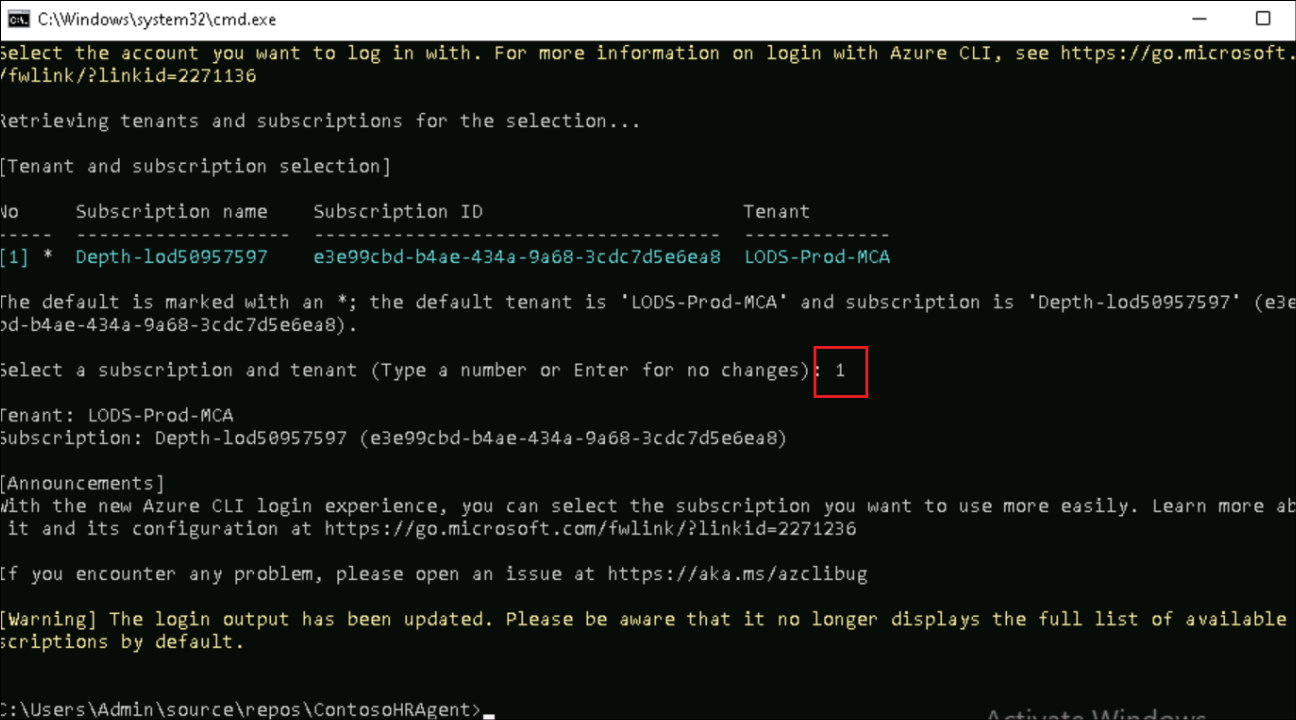 C:\Windows\system32\cmd.exe
Select the account you want to log in with. For more information on login with Azure CLI, see https://go.microsoft.
/fwlink/?linkid=2271136
Retrieving tenants and subscriptions for the selection...
[Tenant and subscription selection]
No Subscription name Subscription ID Tenant
----- ------------------- ------------------------------------ -------------
[1] * Depth-lod50957597 e3e99cbd-b4ae-434a-9a68-3cdc7d5e6ea8 LODS-Prod-MCA
The default is marked with an *; the default tenant is 'LODS-Prod-MCA' and subscription is 'Depth-lod50957597' (e3e
bd-b4ae-434a-9a68-3cdc7d5e6ea8).
Select a subscription and tenant (Type a number or Enter for no changes): 1
Tenant: LODS-Prod-MCA
Subscription: Depth-lod50957597 (e3e99cbd-b4ae-434a-9a68-3cdc7d5e6ea8)
[Announcements]
With the new Azure CLI login experience, you can select the subscription you want to use more easily. Learn more ab
it and its configuration at https://go.microsoft.com/fwlink/?linkid=2271236
If you encounter any problem, please open an issue at https://aka.ms/azclibug
[Warning] The login output has been updated. Please be aware that it no longer displays the full list of available
scriptions by default.
C:\Users\Admin\source\repos\ContosoHRAgent>
Activate Windows